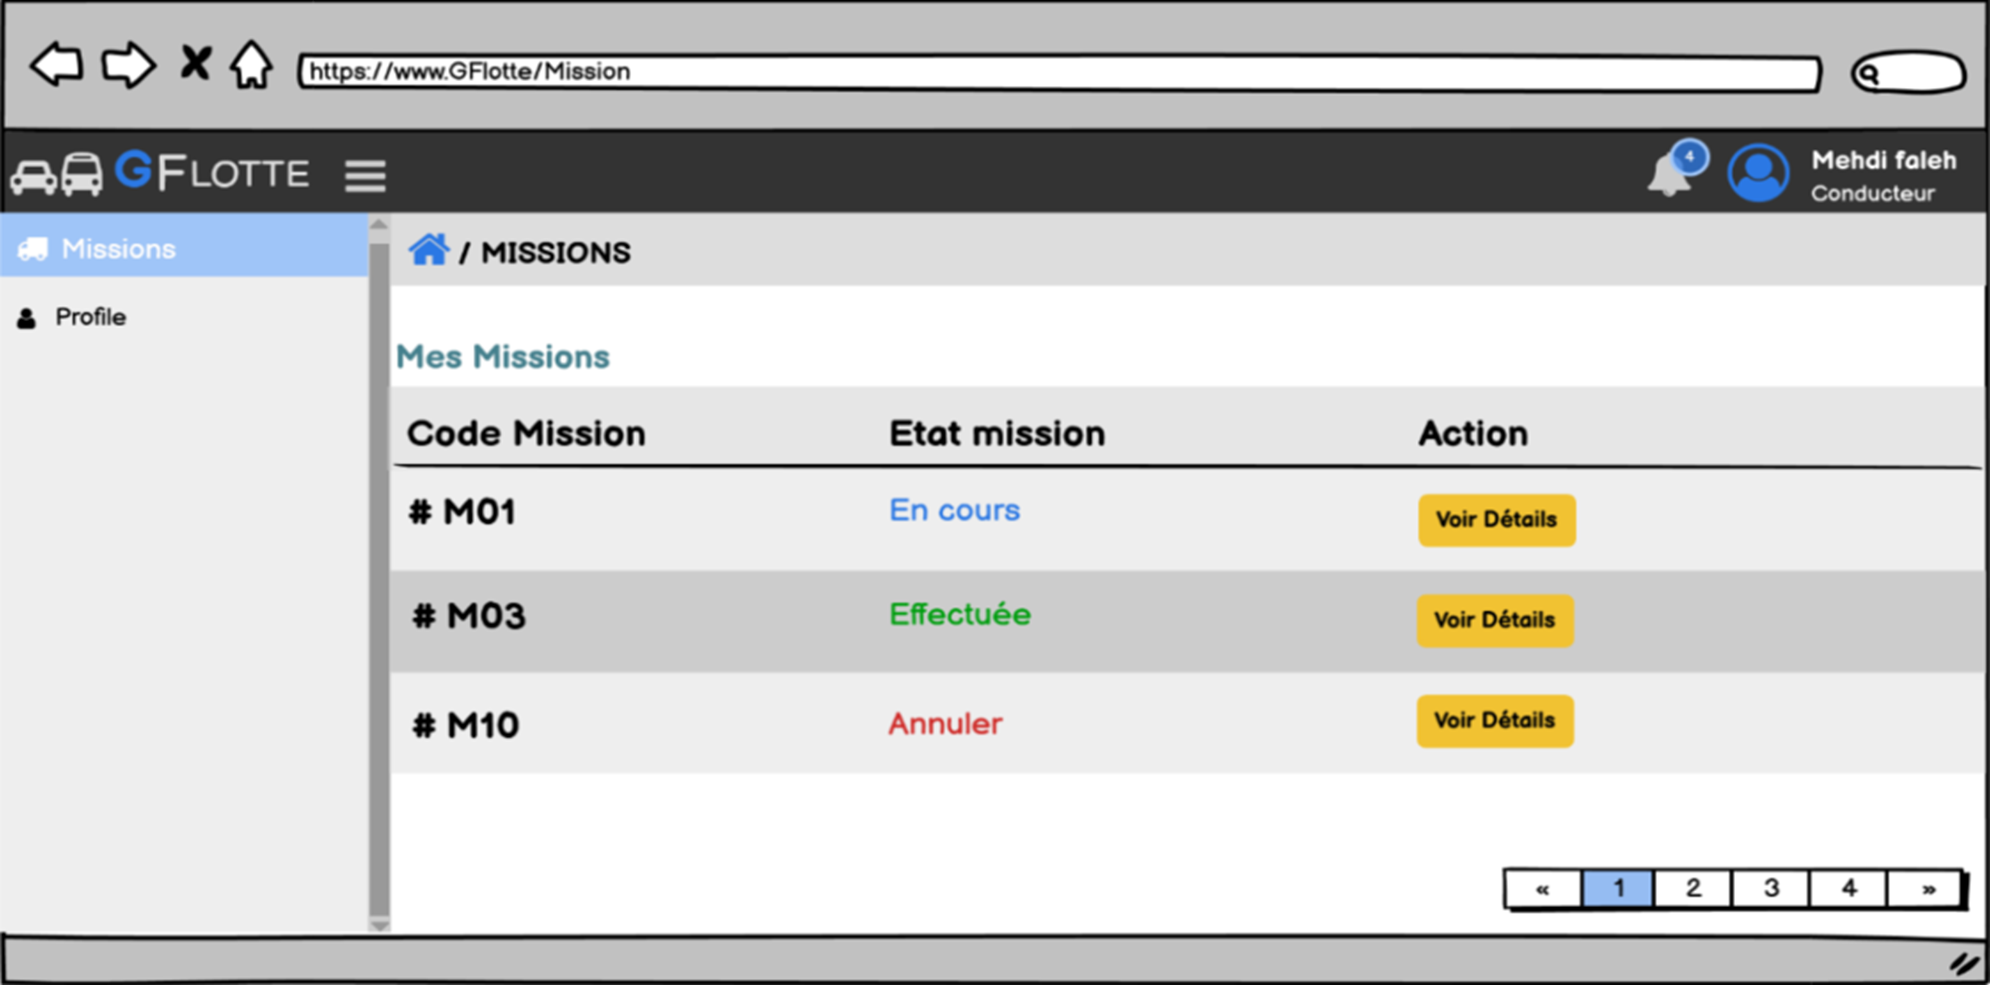 https://www.GFlotte/Mission
GFLOTTE
4
Mehdi faleh
Conducteur
Missions
Profile
/ MISSIONS
Mes Missions
Code Mission Etat mission Action
# M01 En cours Voir Détails
# M03 Effectuée Voir Détails
# M10 Annuler Voir Détails
« 1 2 3 4 »